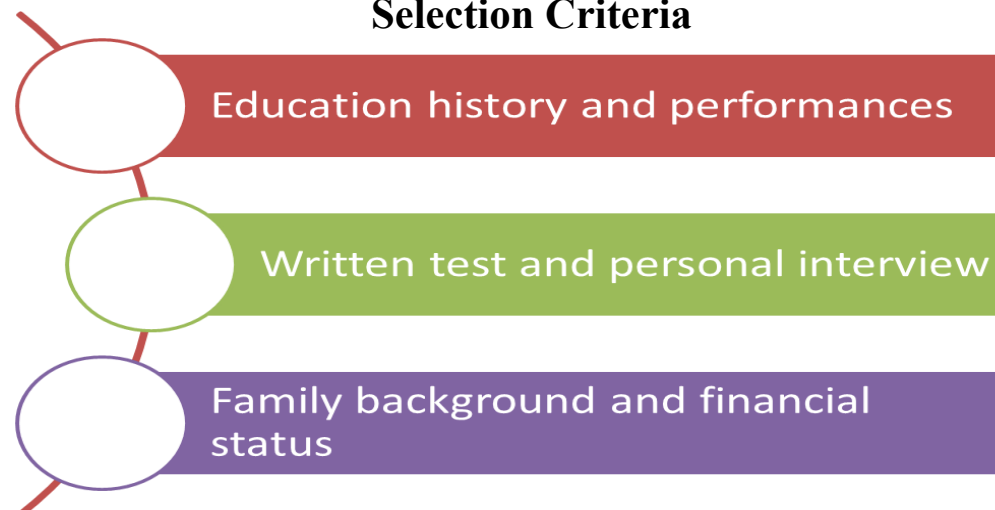 Selection Criteria
Education history and performances
Written test and personal interview
Family background and financial
status